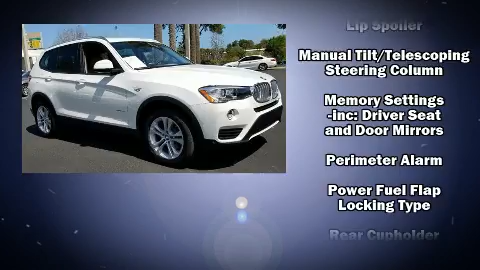 Lip Spoiler
Manual Tilt/Telescoping
Steering Column
Memory Settings
-inc: Driver Seat
and Door Mirrors
Perimeter Alarm
Power Fuel Flap
Locking Type
Rear Cupholder